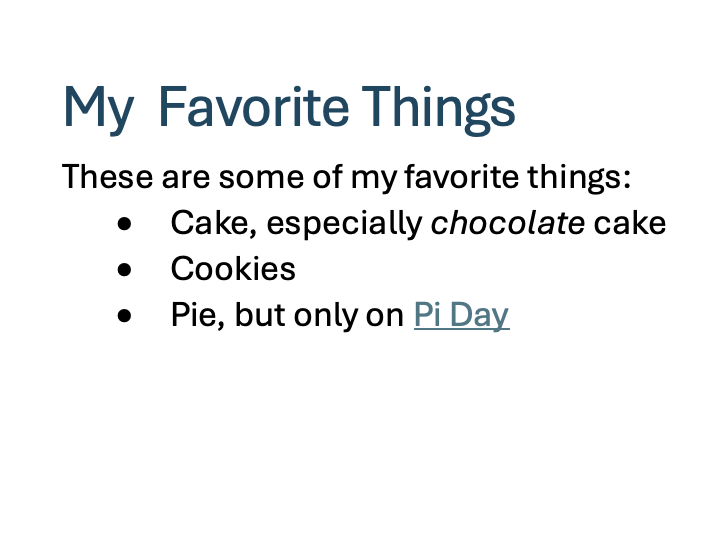 My  Favorite Things
These are some of my favorite things:
• Cake, especially chocolate cake
• Cookies
• Pie, but only on Pi Day